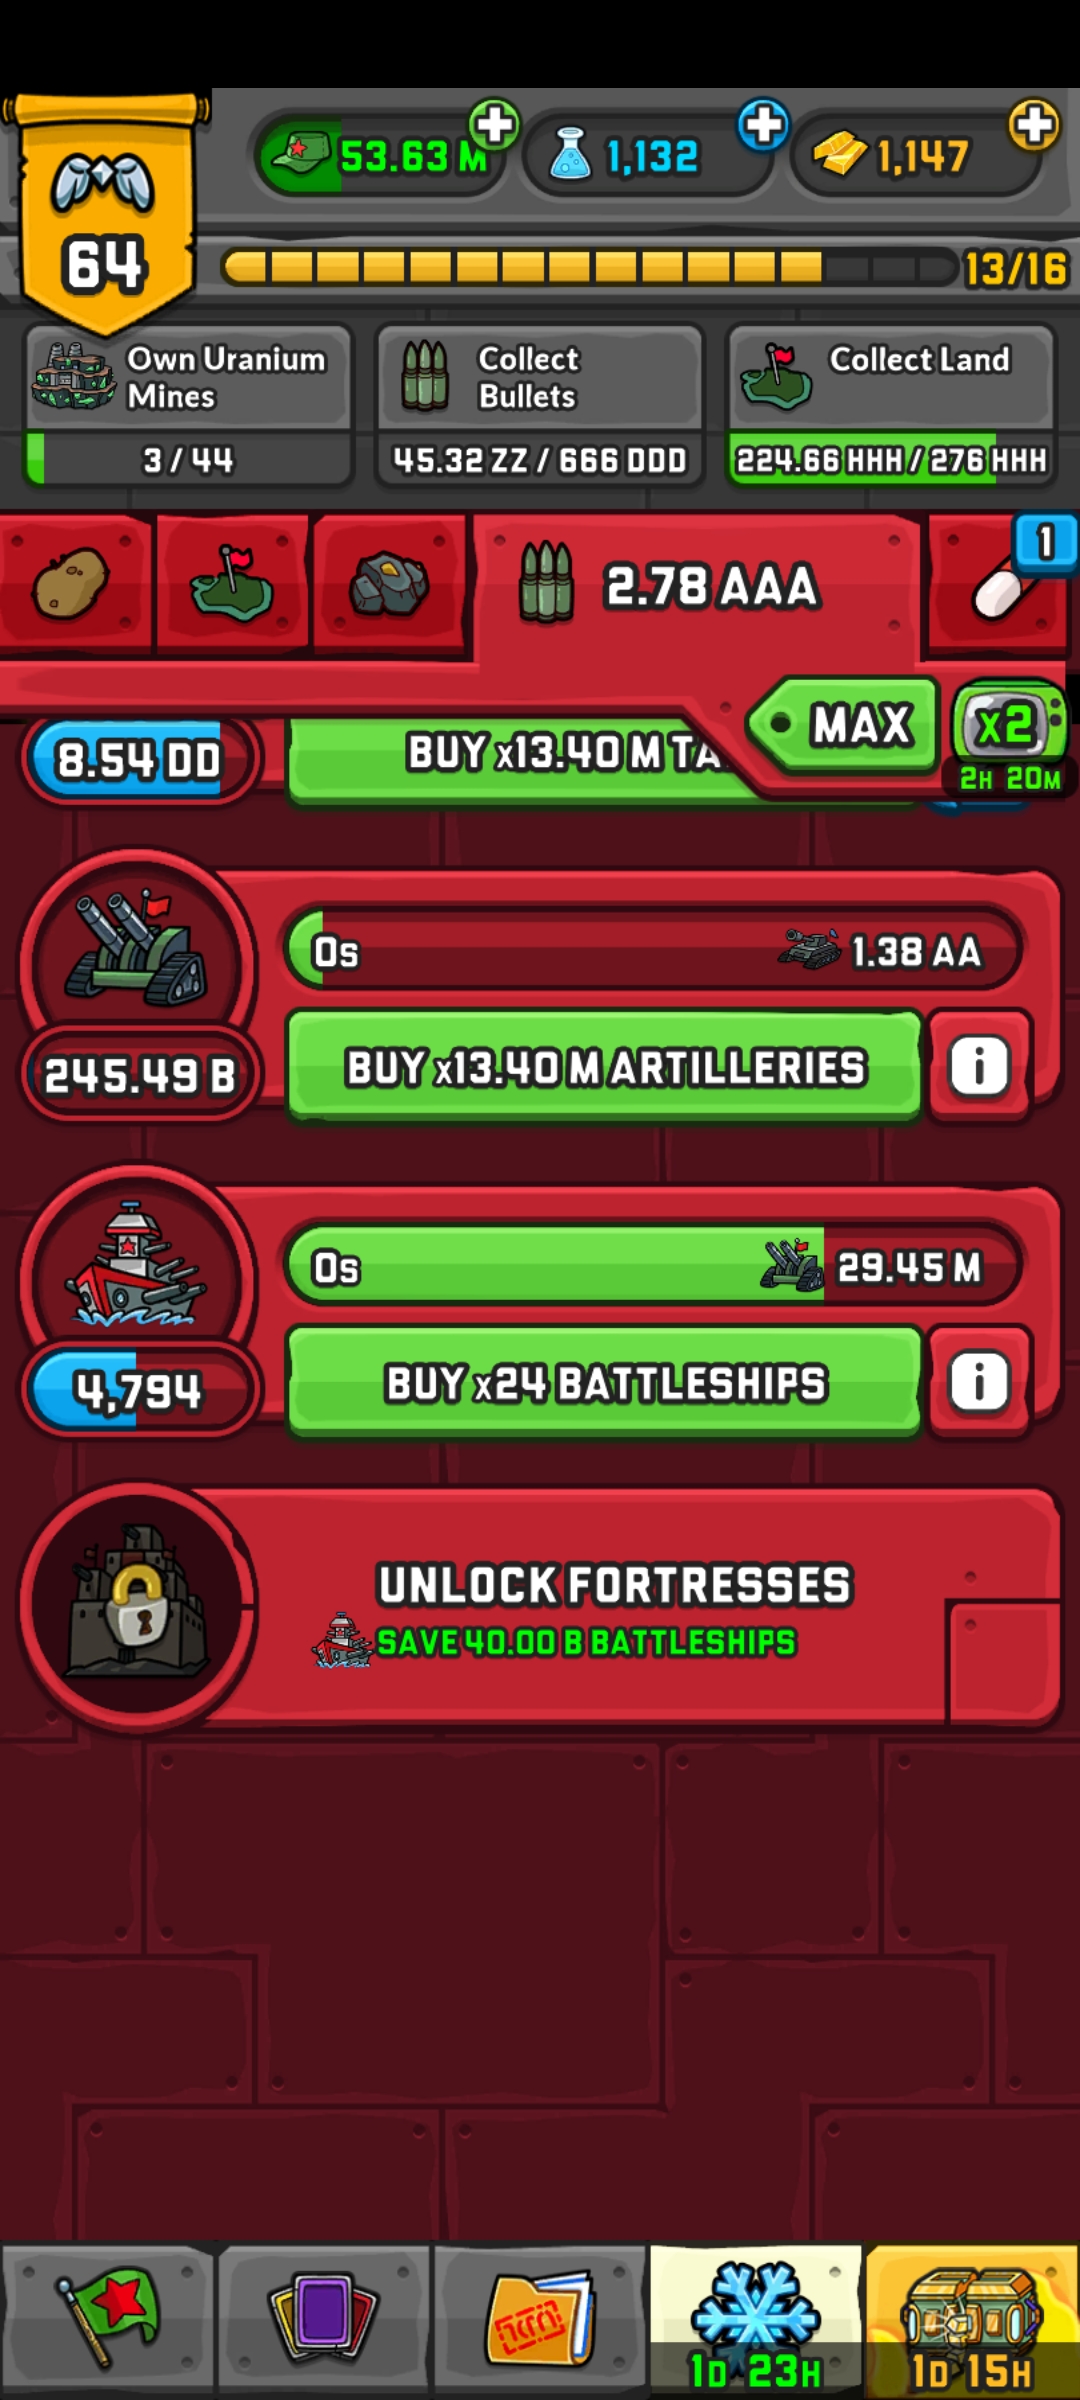 53.63 M
1,132
1,147
64
13/16
Own Uranium
Mines
3 / 44
Collect
Bullets
45.32 ZZ / 666 DDD
Collect Land
224.66 HHH / 276 HHH
2.78 AAA
1
MAX
x2
2H 20M
8.54 DD
BUY x13.40 M TA
0s
1.38 AA
245.49 B
BUY x13.40 M ARTILLERIES
i
0s
29.45 M
4,794
BUY x24 BATTLESHIPS
i
UNLOCK FORTRESSES
SAVE 40.00 B BATTLESHIPS
1D 23H
1D 15H